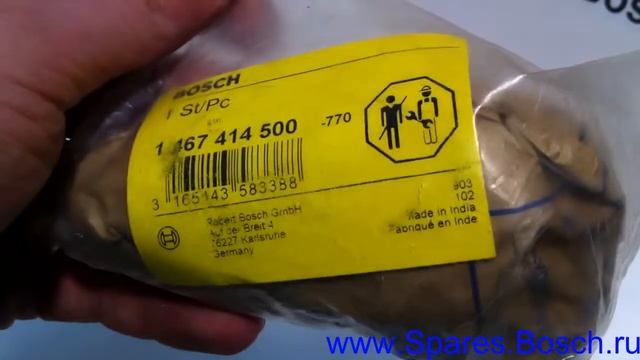 BOSCH
1 St/Pc
1 467 414 500 -770
3 165143 583388
Robert Bosch GmbH
Auf der Breit 4
76227 Karlsruhe
Germany
903
102
Made in India
Fabriqué en Inde
www.Spares.Bosch.ru